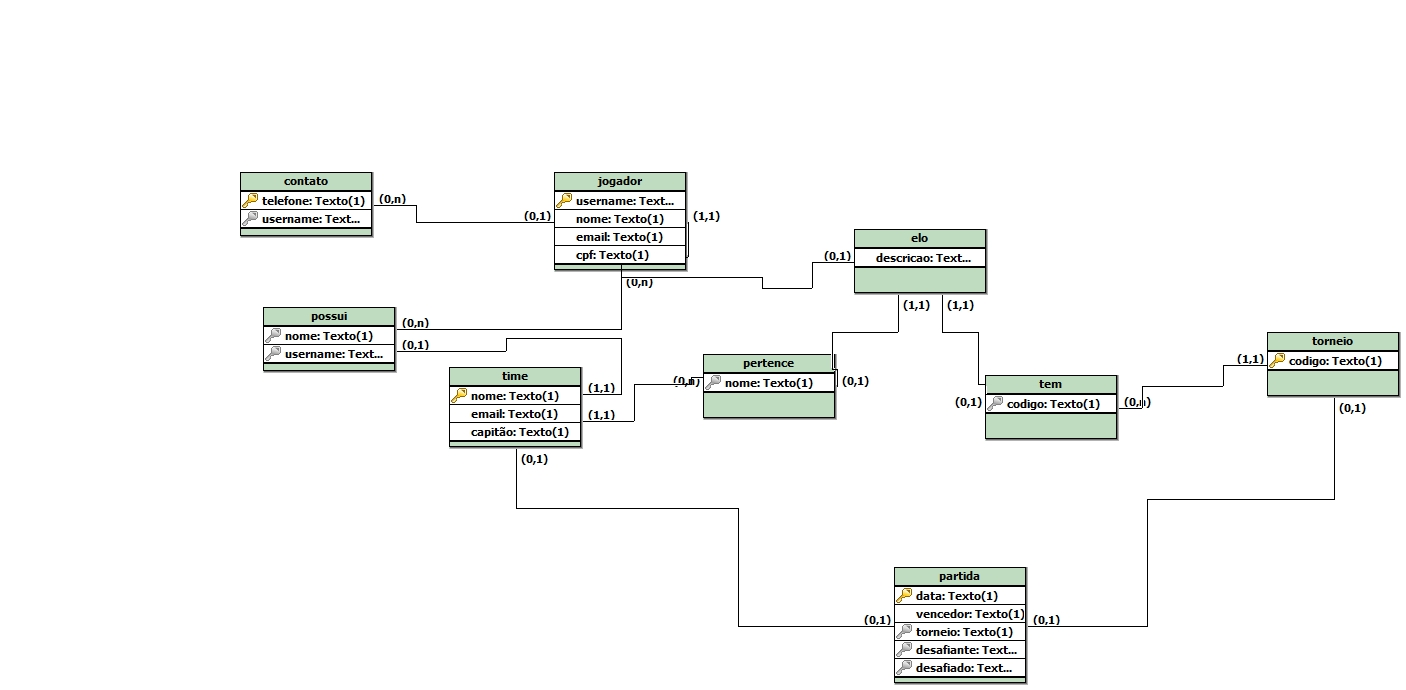 contato
telefone: Texto(1)
username: Text...
(0,n)
(0,1)
jogador
username: Text...
nome: Texto(1)
email: Texto(1)
cpf: Texto(1)
(1,1)
(0,n)
elo
descricao: Text...
(0,1)
(1,1)
(1,1)
possui
nome: Texto(1)
username: Text...
(0,n)
(0,1)
time
nome: Texto(1)
email: Texto(1)
capitão: Texto(1)
(1,1)
(1,1)
(0,1)
pertence
nome: Texto(1)
(0,n)
(0,1)
tem
codigo: Texto(1)
(0,1)
(0,n)
torneio
codigo: Texto(1)
(1,1)
(0,1)
partida
data: Texto(1)
vencedor: Texto(1)
torneio: Texto(1)
desafiante: Text...
desafiado: Text...
(0,1)
(0,1)